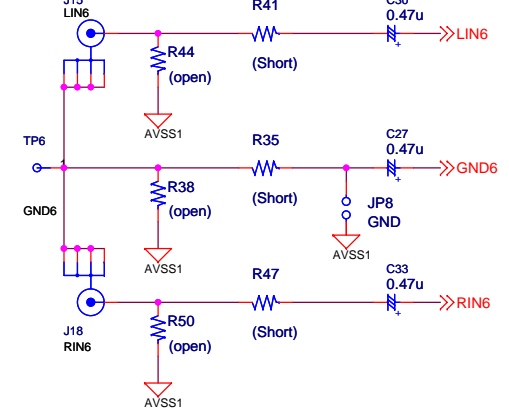 J15
R41
C30
LIN6
0.47u
R44
LIN6
(open)
(Short)
AVSS1
TP6
R35
C27
0.47u
1
GND6
R38
JP8
GND6
(open)
(Short)
GND
AVSS1
AVSS1
R47
C33
0.47u
RIN6
J18
R50
RIN6
(open)
(Short)
AVSS1